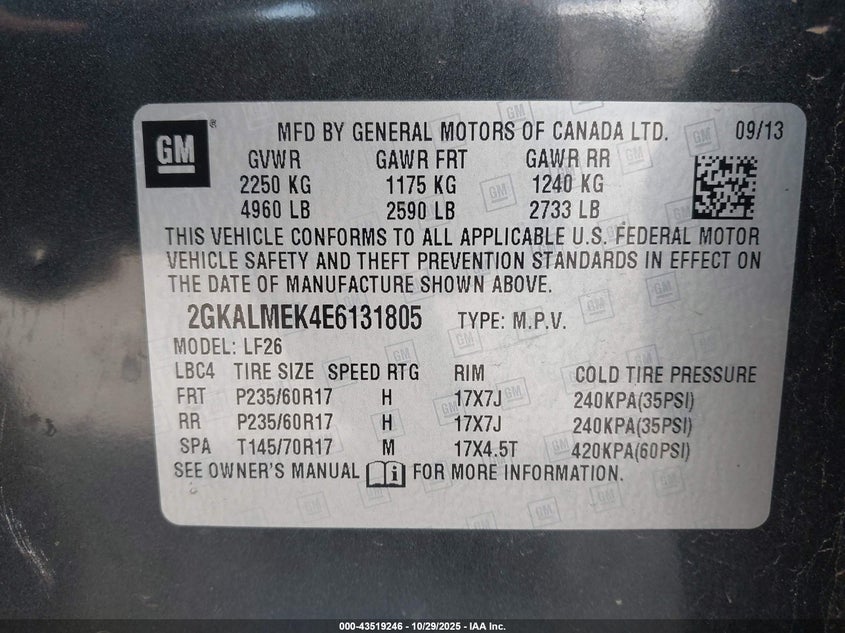 GM ® MFD BY GENERAL MOTORS OF CANADA LTD. 09/13
GVWR GAWR FRT GAWR RR
2250 KG 1175 KG 1240 KG
4960 LB 2590 LB 2733 LB
THIS VEHICLE CONFORMS TO ALL APPLICABLE U.S. FEDERAL MOTOR
VEHICLE SAFETY AND THEFT PREVENTION STANDARDS IN EFFECT ON
THE DATE OF MANUFACTURE SHOWN ABOVE.
2GKALMEK4E6131805 TYPE: M.P.V.
MODEL: LF26
LBC4 TIRE SIZE SPEED RTG RIM COLD TIRE PRESSURE
FRT P235/60R17 H 17X7J 240KPA(35PSI)
RR P235/60R17 H 17X7J 240KPA(35PSI)
SPA T145/70R17 M 17X4.5T 420KPA(60PSI)
SEE OWNER'S MANUAL i FOR MORE INFORMATION.
000-43519246 - 10/29/2025 - IAA Inc.